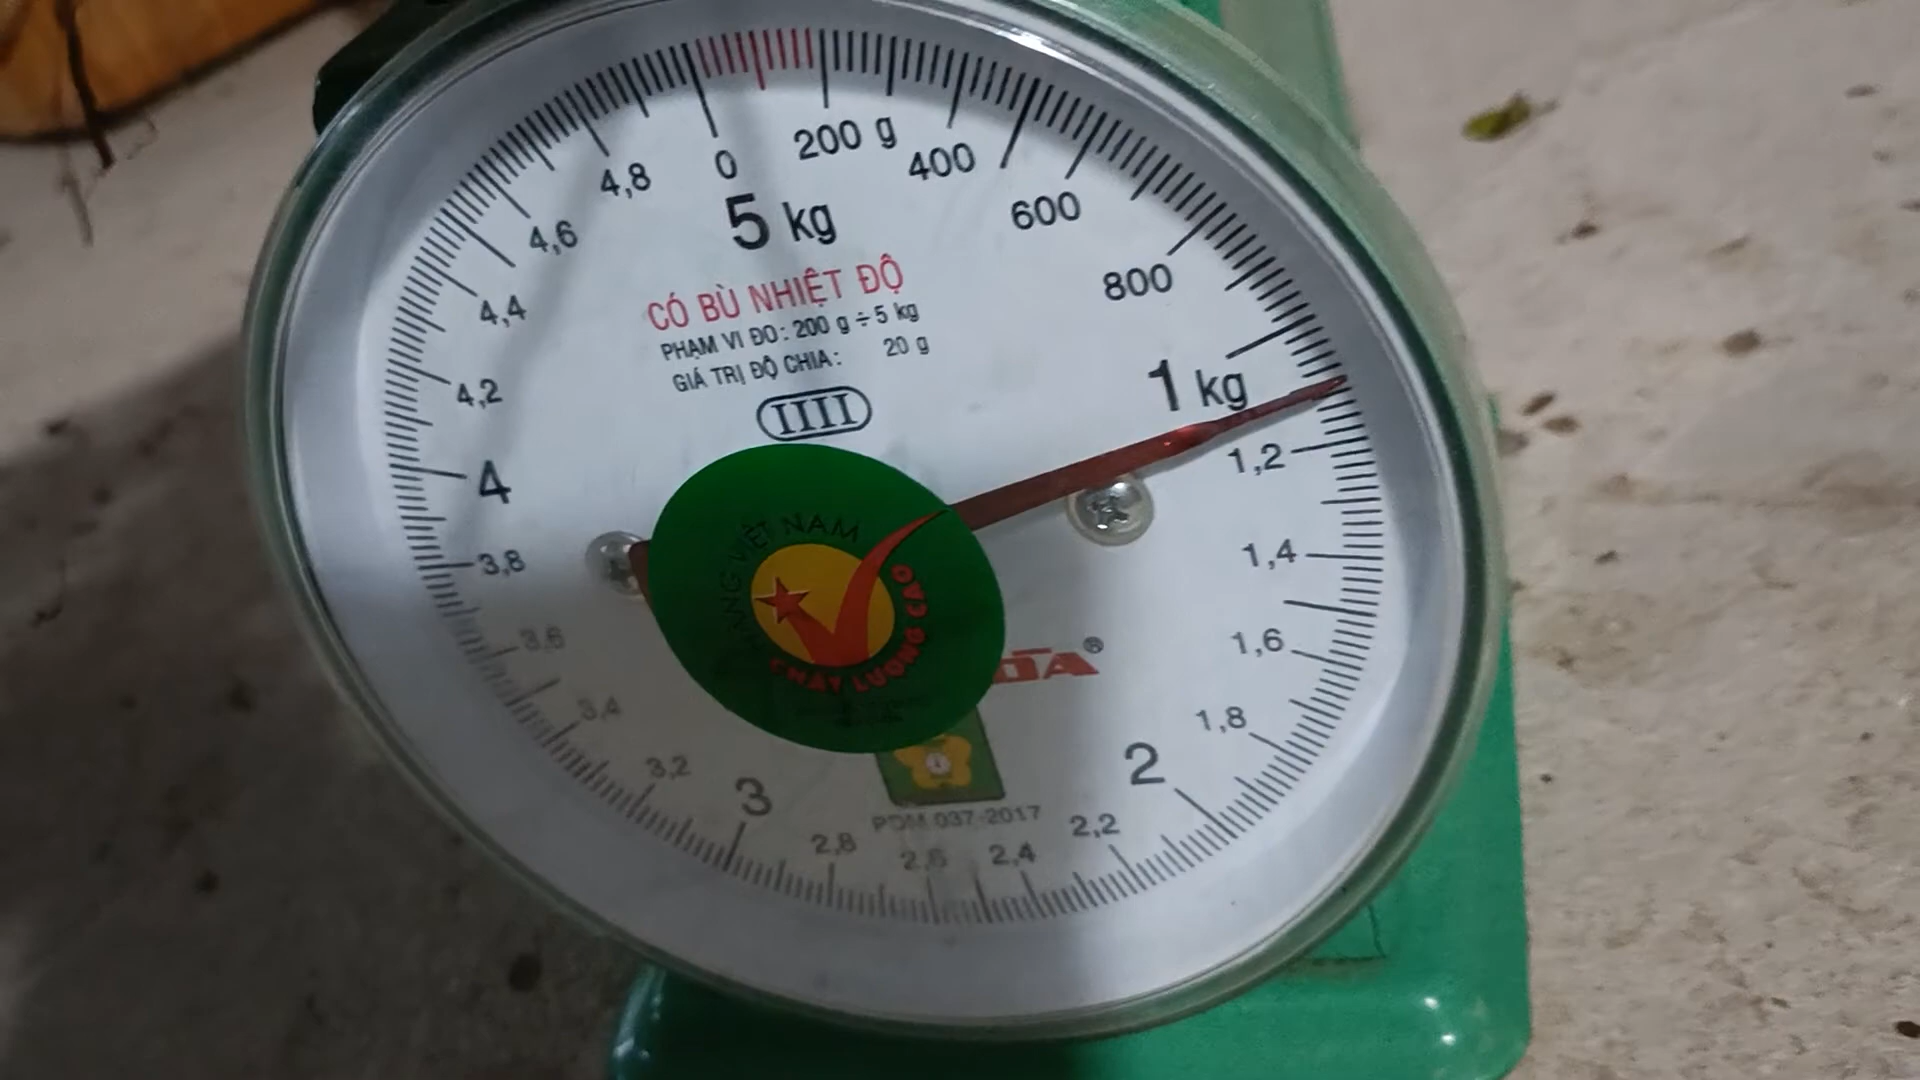 0
200 g
400
600
800
1 kg
1,2
1,4
1,6
1,8
2
2,2
2,4
2,6
2,8
3
3,2
3,4
3,6
3,8
4
4,2
4,4
4,6
4,8
5 kg
CÓ BÙ NHIỆT ĐỘ
PHẠM VI ĐO: 200 g ÷ 5 kg
GIÁ TRỊ ĐỘ CHIA: 20 g
IIII
HÀNG VIỆT NAM
CHẤT LƯỢNG CAO
PDM 037-2017